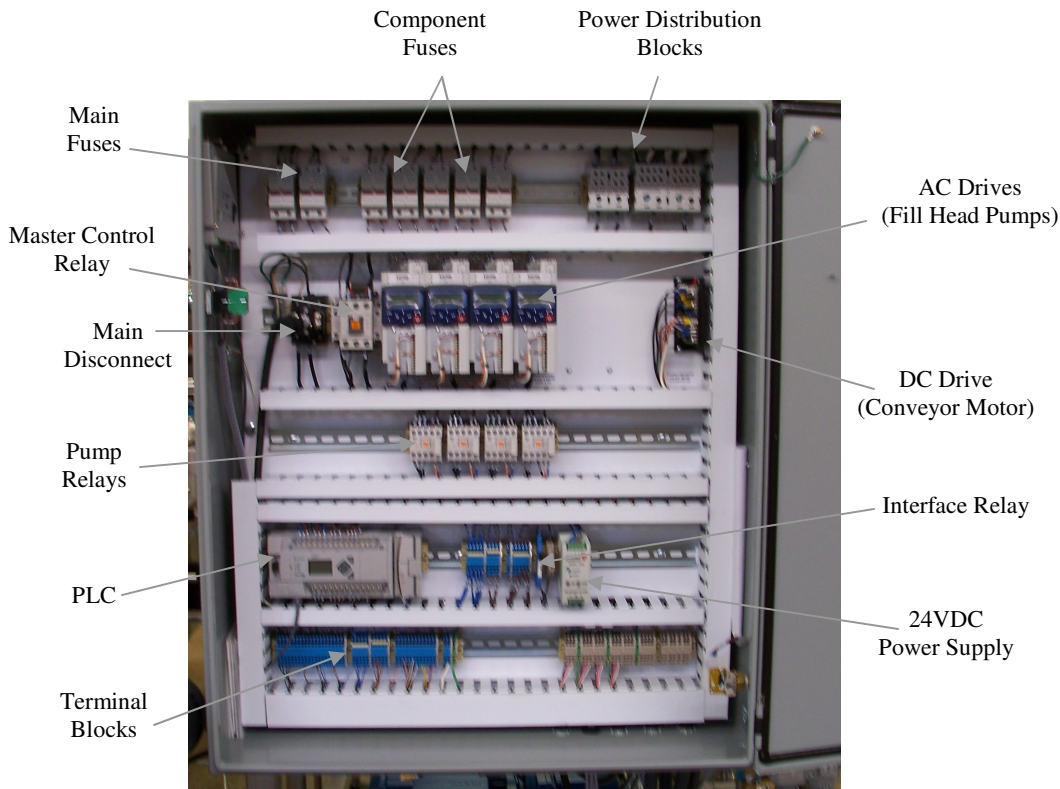 Component
Fuses
Power Distribution
Blocks
Main
Fuses
AC Drives
(Fill Head Pumps)
Master Control
Relay
Main
Disconnect
DC Drive
(Conveyor Motor)
Pump
Relays
Interface Relay
PLC
24VDC
Power Supply
Terminal
Blocks